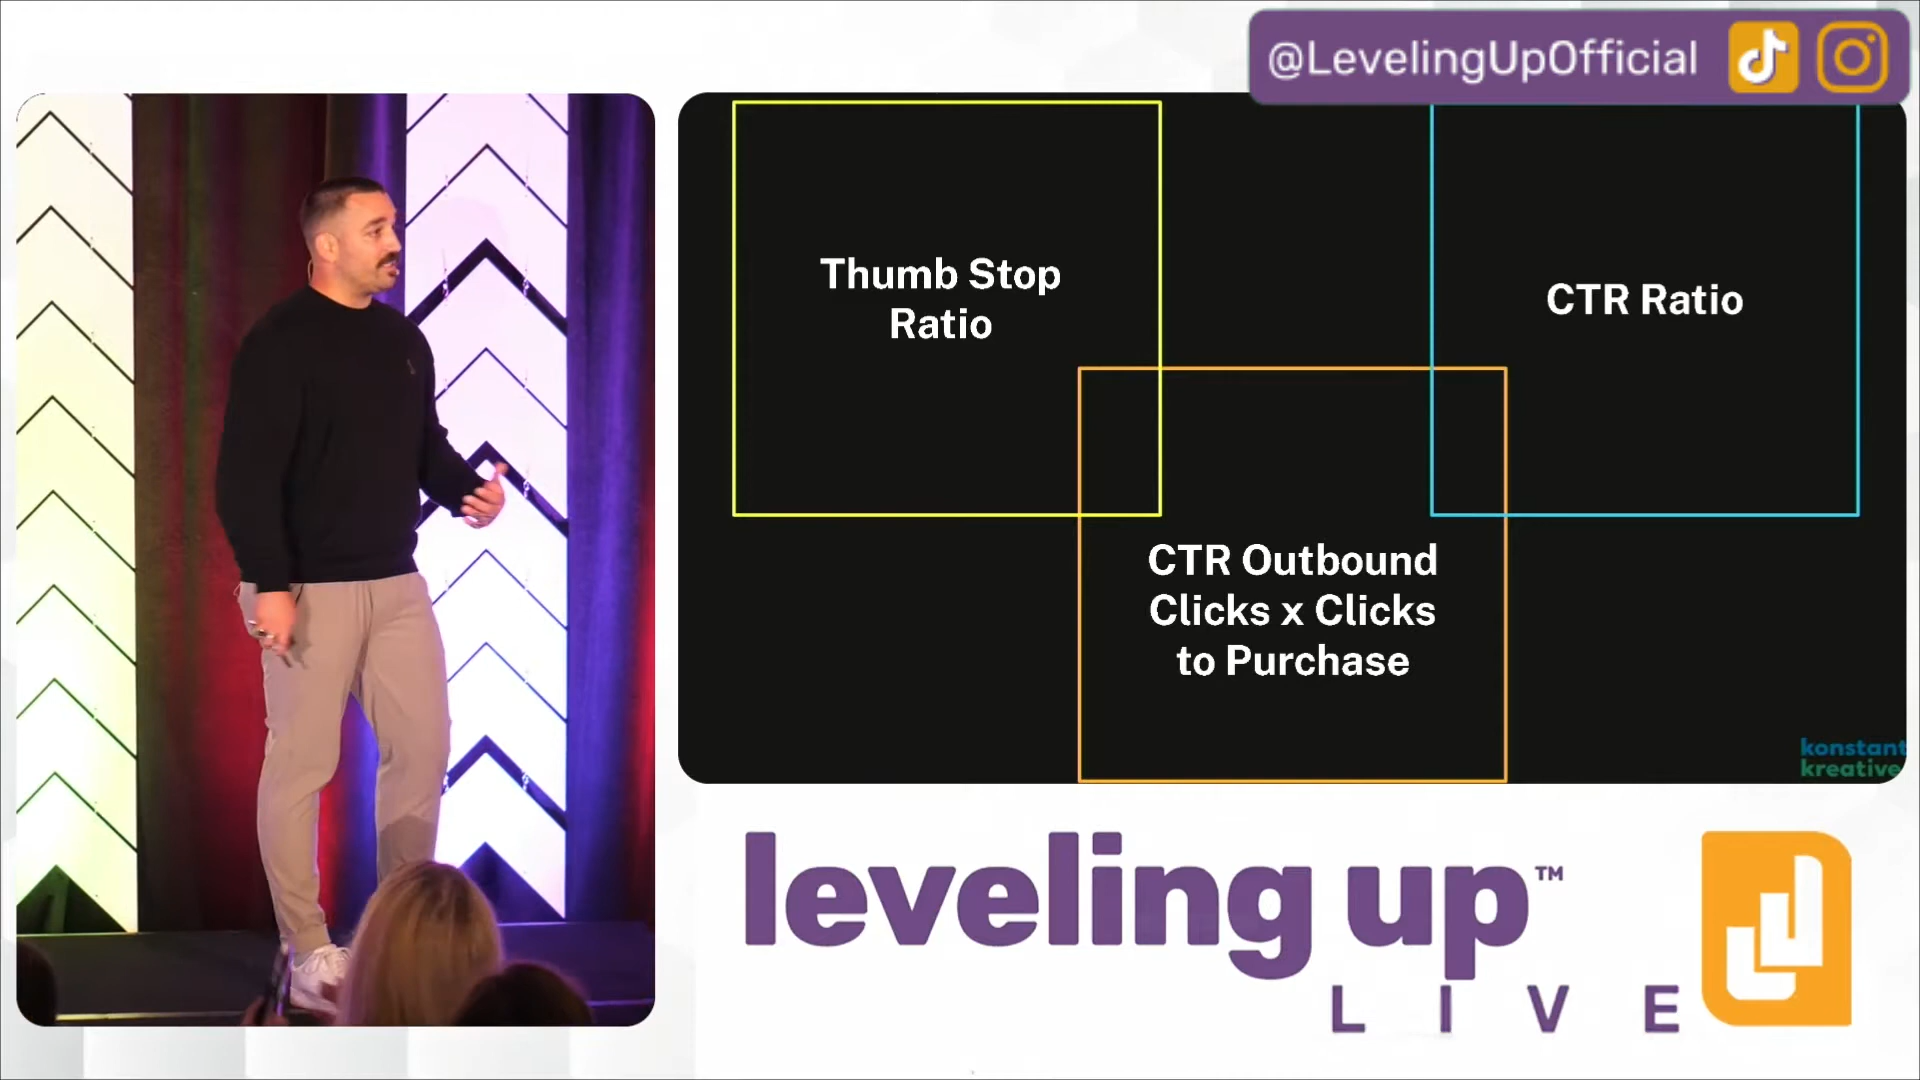 @LevelingUpOfficial
Thumb Stop
Ratio
CTR Ratio
CTR Outbound
Clicks x Clicks
to Purchase
konstant
kreative
leveling up™
LIVE